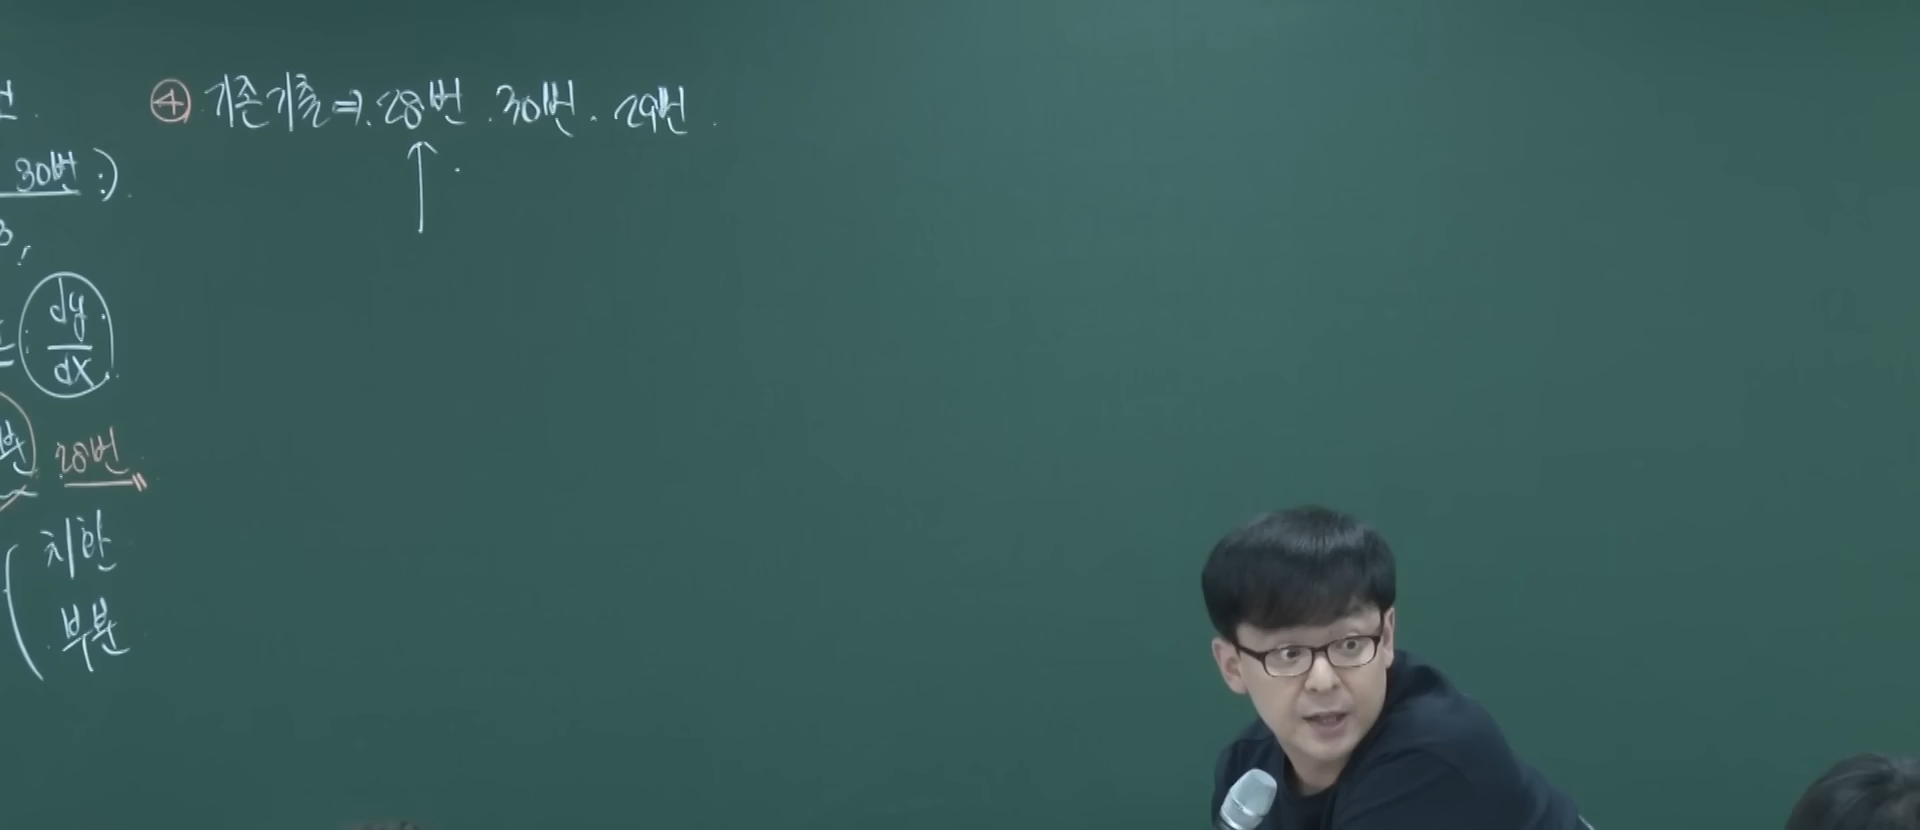 ④ 기존기출 ⇒ 28번. 30번. 29번.
30번 :).
3,
= dy/dx
28번
치환
부분